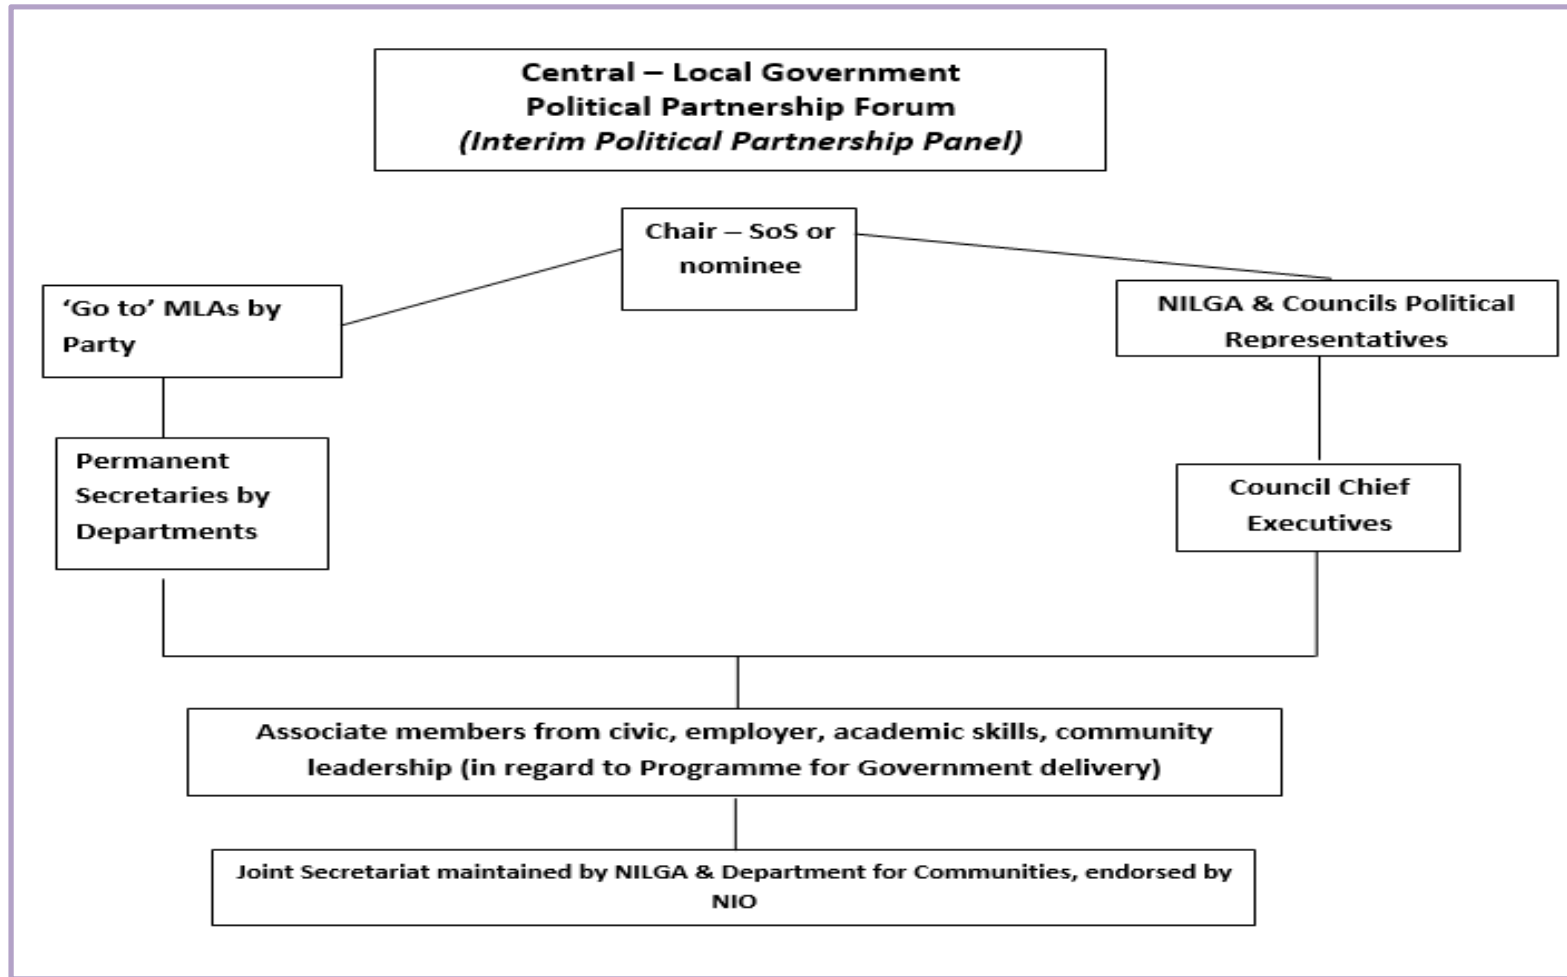 Central – Local Government
Political Partnership Forum
(Interim Political Partnership Panel)
Chair – SoS or
nominee
‘Go to’ MLAs by
Party
NILGA & Councils Political
Representatives
Permanent
Secretaries by
Departments
Council Chief
Executives
Associate members from civic, employer, academic skills, community
leadership (in regard to Programme for Government delivery)
Joint Secretariat maintained by NILGA & Department for Communities, endorsed by
NIO